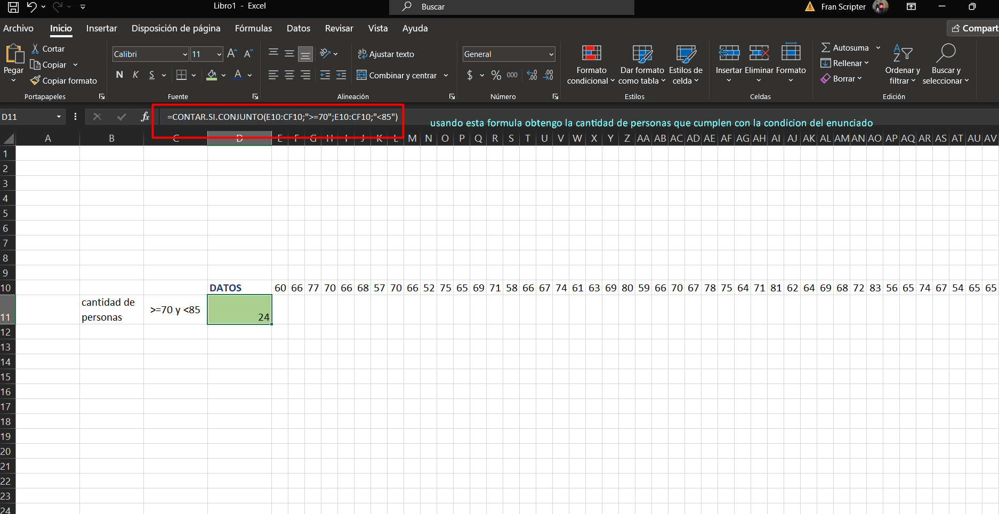 Libro1 - Excel
Buscar
Fran Scripter
Archivo Inicio Insertar Disposición de página Fórmulas Datos Revisar Vista Ayuda
Compart
Pegar
Cortar
Copiar
Copiar formato
Portapapeles
Calibri 11 A A
N K S A
Fuente
ab Ajustar texto
Combinar y centrar
Alineación
General
$ % 000 ,00 ,00
Número
Formato condicional
Dar formato como tabla
Estilos de celda
Estilos
Insertar Eliminar Formato
Celdas
Autosuma
Rellenar
Borrar
Ordenar y filtrar
Buscar y seleccionar
Edición
D11
fx
=CONTAR.SI.CONJUNTO(E10:CF10;">=70";E10:CF10;"<85")
usando esta formula obtengo la cantidad de personas que cumplen con la condicion del enunciado
A B C D E F G H I J K L M N O P Q R S T U V W X Y Z AA AB AC AD AE AF AG AH AI AJ AK AL AM AN AO AP AQ AR AS AT AU AV
1
2
3
4
5
6
7
8
9
10 DATOS 60 66 77 70 66 68 57 70 66 52 75 65 69 71 58 66 67 74 61 63 69 80 59 66 70 67 78 75 64 71 81 62 64 69 68 72 83 56 65 74 67 54 65 65
11 cantidad de personas >=70 y <85 24
12
13
14
15
16
17
18
19
20
21
22
23
24